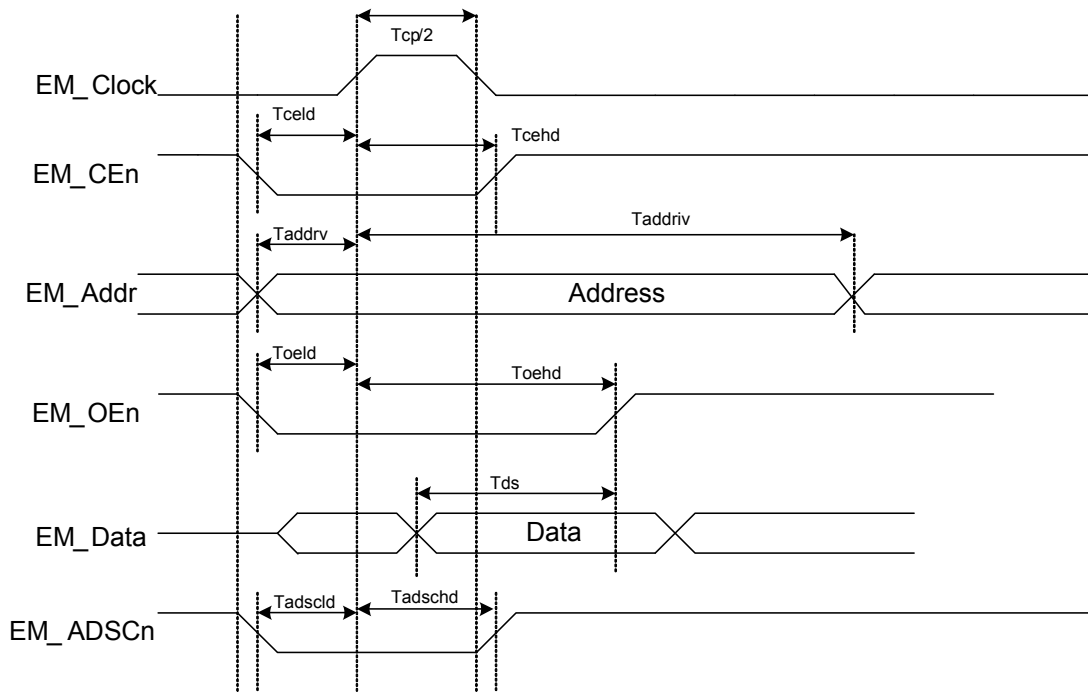 Tcp/2
EM_Clock
Tceld
Tcehd
EM_CEn
Taddrv
Taddriv
EM_Addr
Address
Toeld
Toehd
EM_OEn
Tds
EM_Data
Data
Tadscld
Tadschd
EM_ADSCn